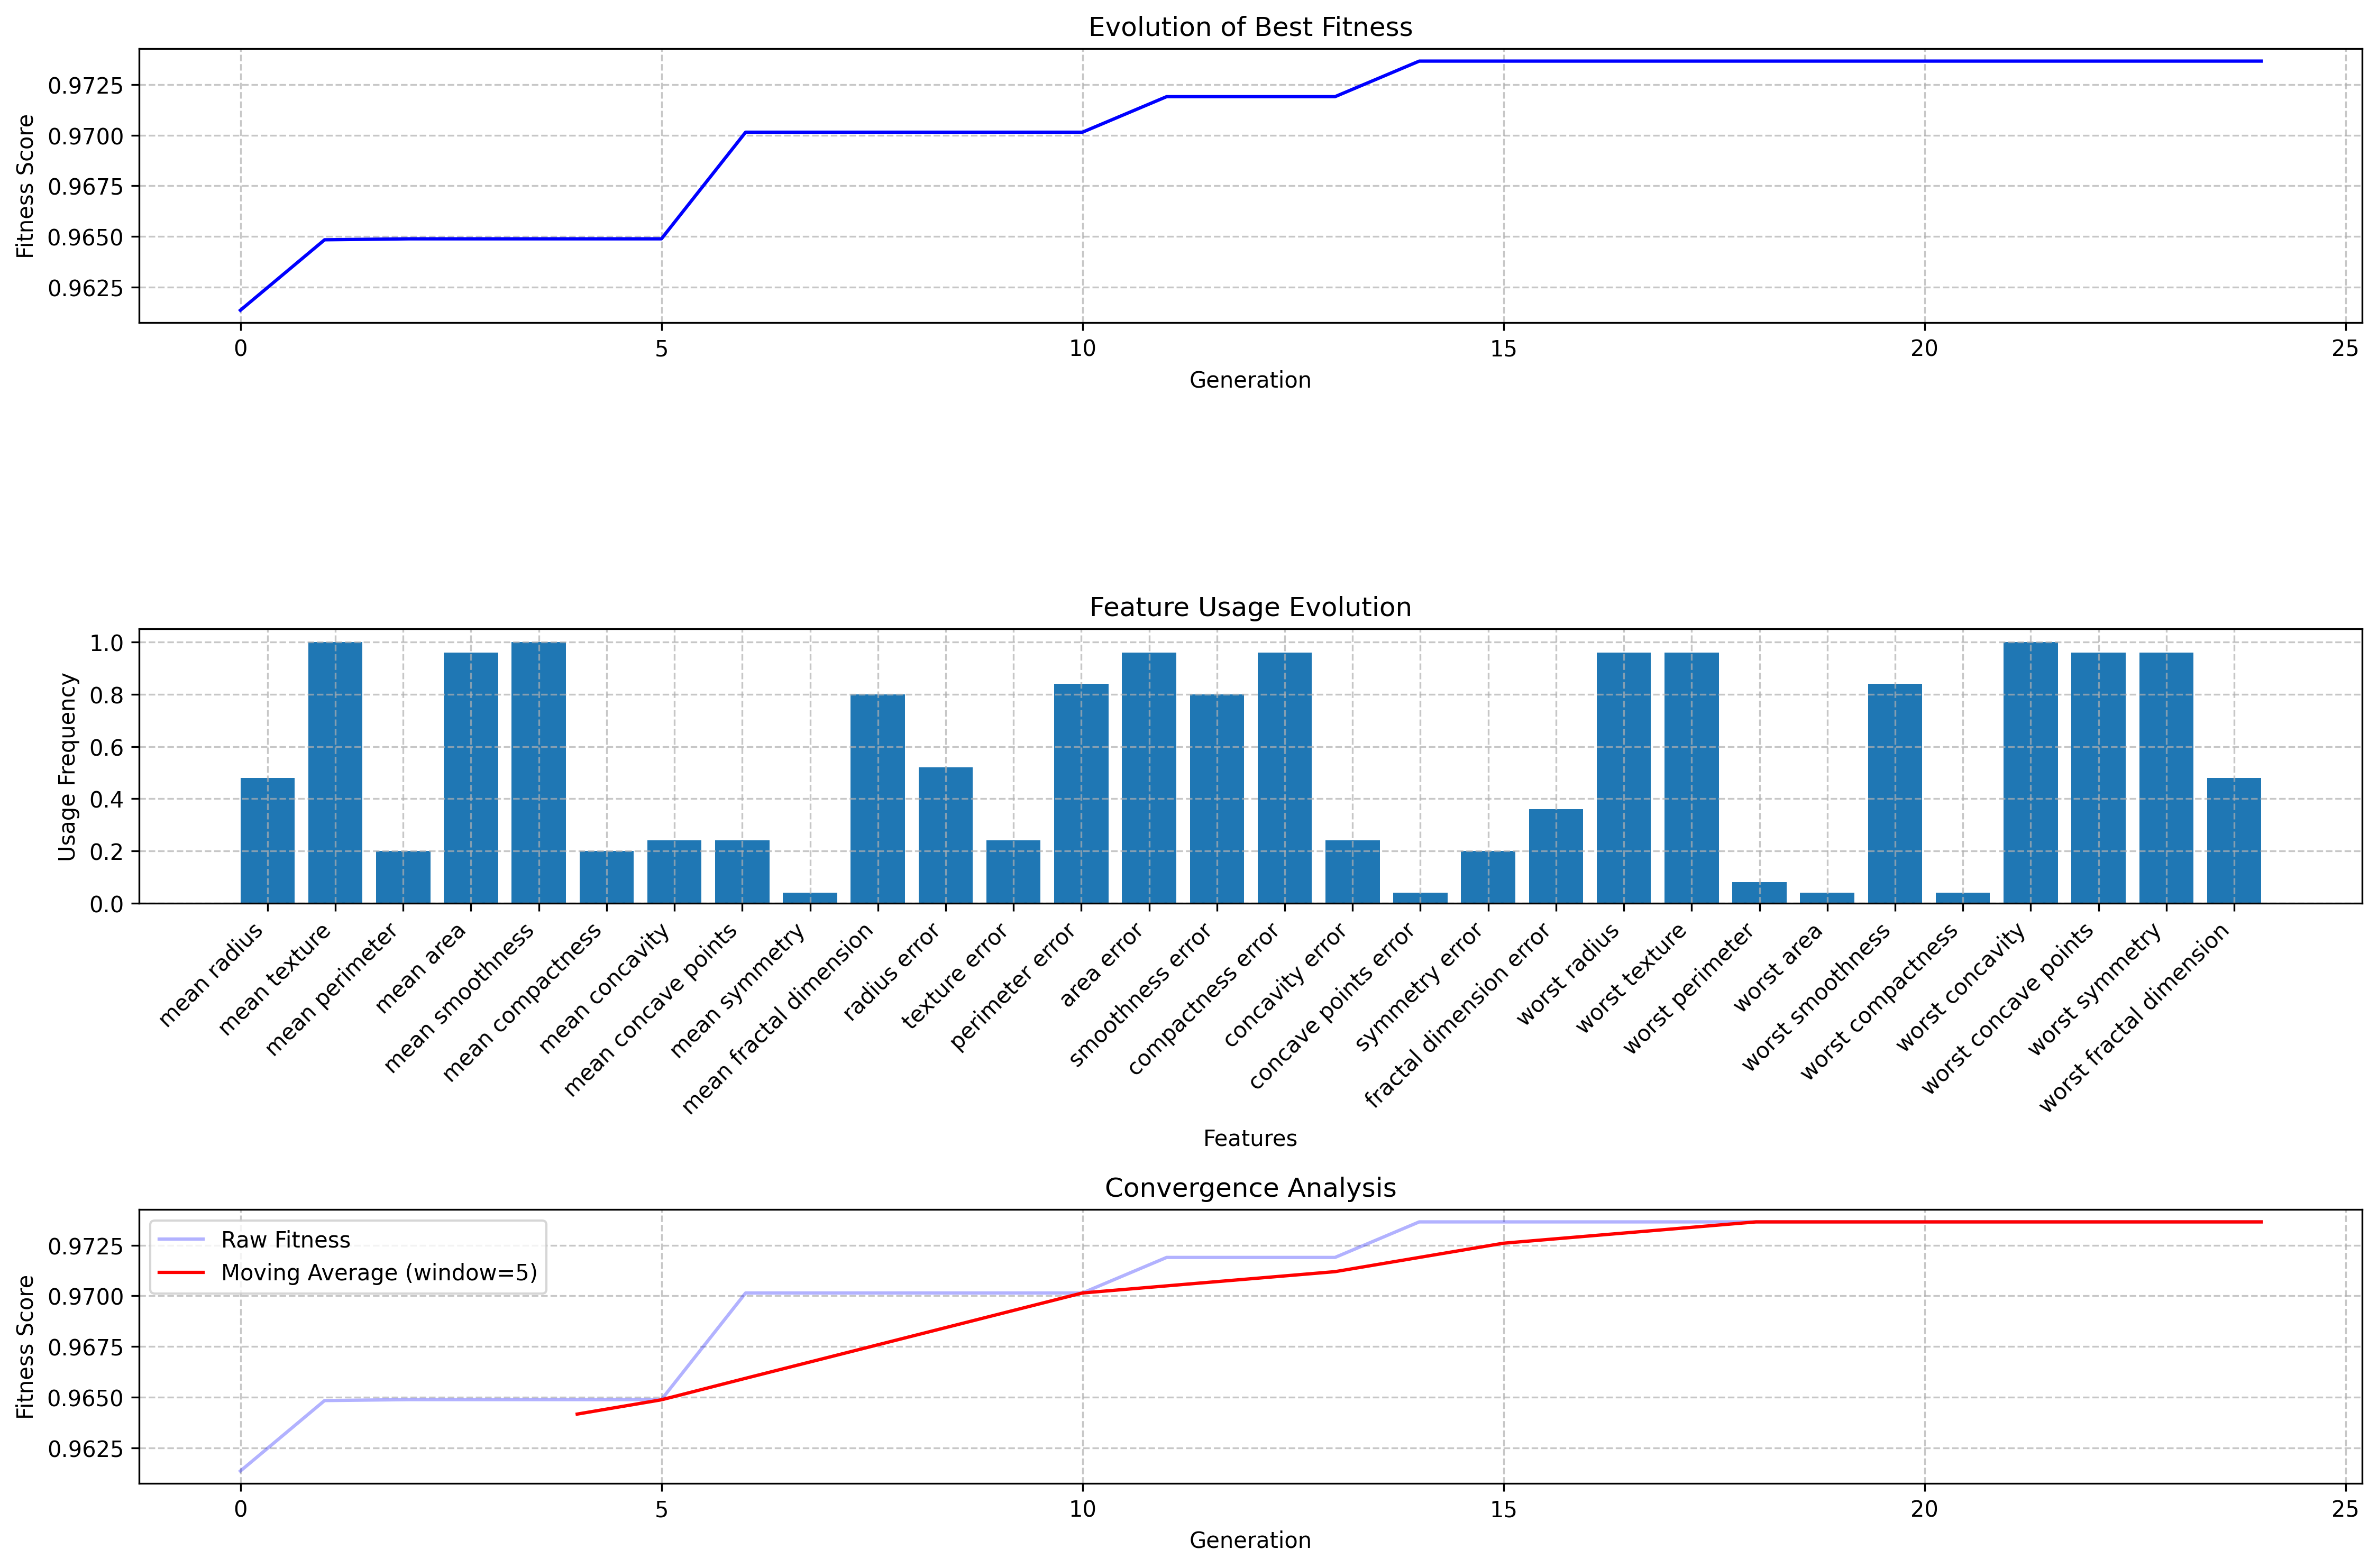 Evolution of Best Fitness
0.9725
0.9700
0.9675
0.9650
0.9625
Fitness Score
0 5 10 15 20 25
Generation
Feature Usage Evolution
1.0
0.8
0.6
0.4
0.2
0.0
Usage Frequency
mean radius
mean texture
mean perimeter
mean area
mean smoothness
mean compactness
mean concavity
mean concave points
mean symmetry
mean fractal dimension
radius error
texture error
perimeter error
area error
smoothness error
compactness error
concavity error
concave points error
symmetry error
fractal dimension error
worst radius
worst texture
worst perimeter
worst area
worst smoothness
worst compactness
worst concavity
worst concave points
worst symmetry
worst fractal dimension
Features
Convergence Analysis
Raw Fitness
Moving Average (window=5)
0.9725
0.9700
0.9675
0.9650
0.9625
Fitness Score
0 5 10 15 20 25
Generation